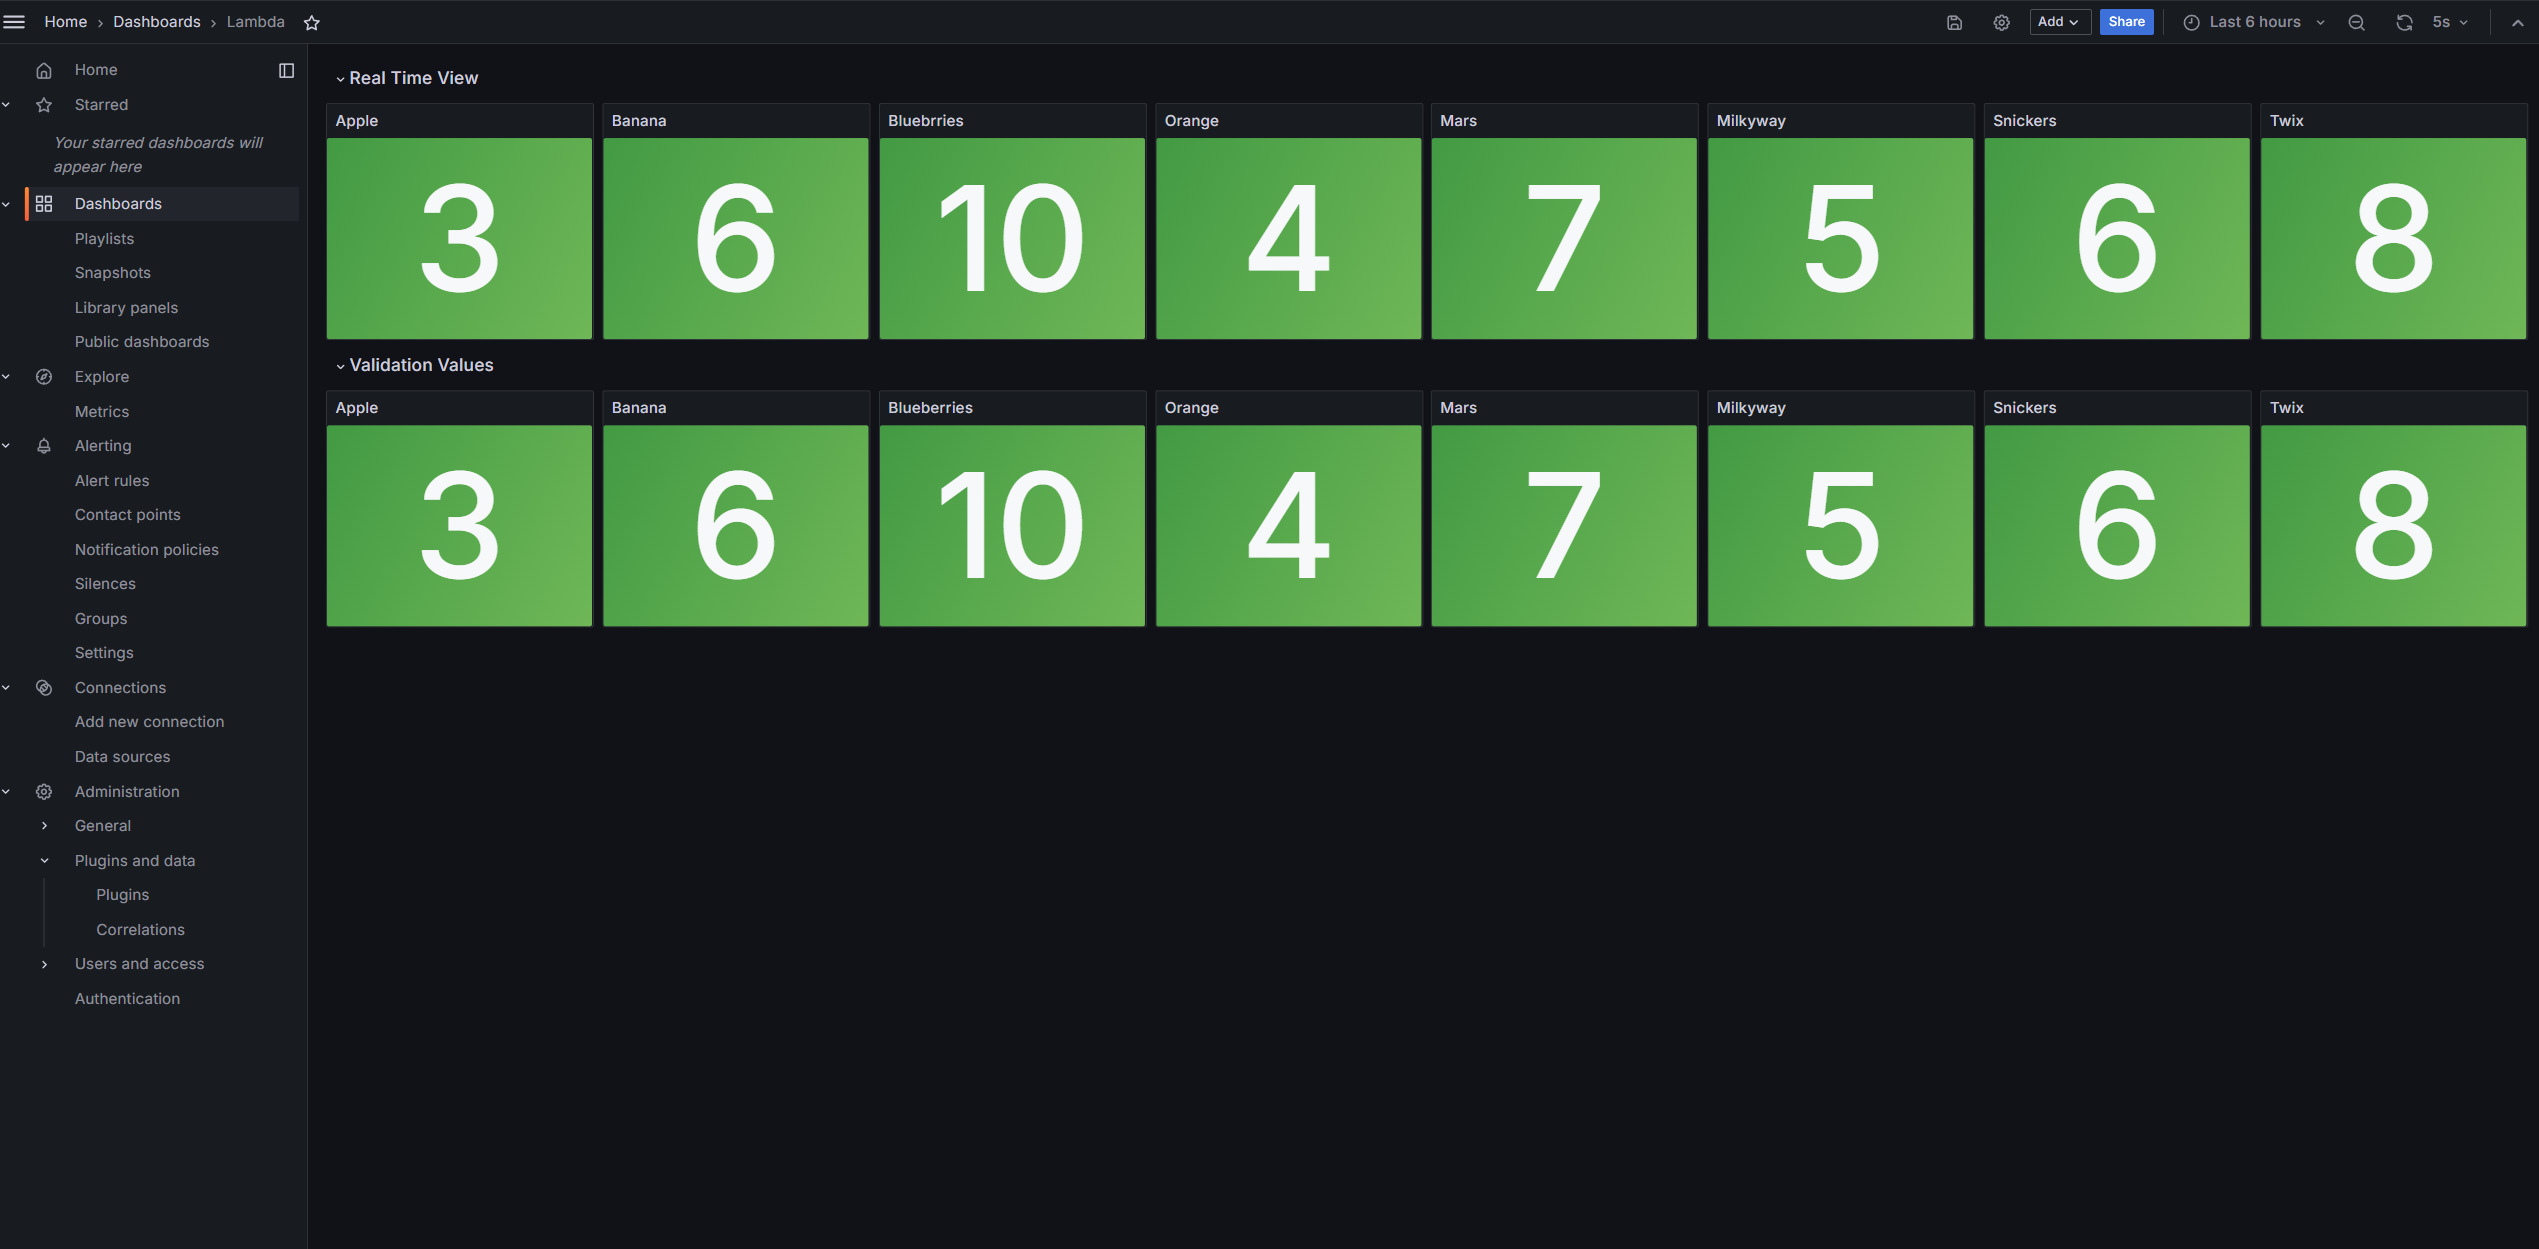 Home › Dashboards › Lambda
Add
Share
Last 6 hours
5s
Home
Starred
Your starred dashboards will
appear here
Dashboards
Playlists
Snapshots
Library panels
Public dashboards
Explore
Metrics
Alerting
Alert rules
Contact points
Notification policies
Silences
Groups
Settings
Connections
Add new connection
Data sources
Administration
General
Plugins and data
Plugins
Correlations
Users and access
Authentication
Real Time View
Apple Banana Bluebrries Orange Mars Milkyway Snickers Twix
3 6 10 4 7 5 6 8
Validation Values
Apple Banana Blueberries Orange Mars Milkyway Snickers Twix
3 6 10 4 7 5 6 8